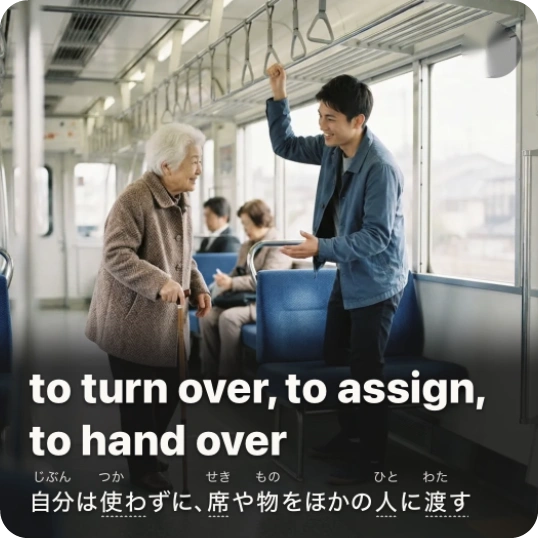 to turn over, to assign,
to hand over
じぶん つか せき もの ひと わた
自分は使わずに、席や物をほかの人に渡す